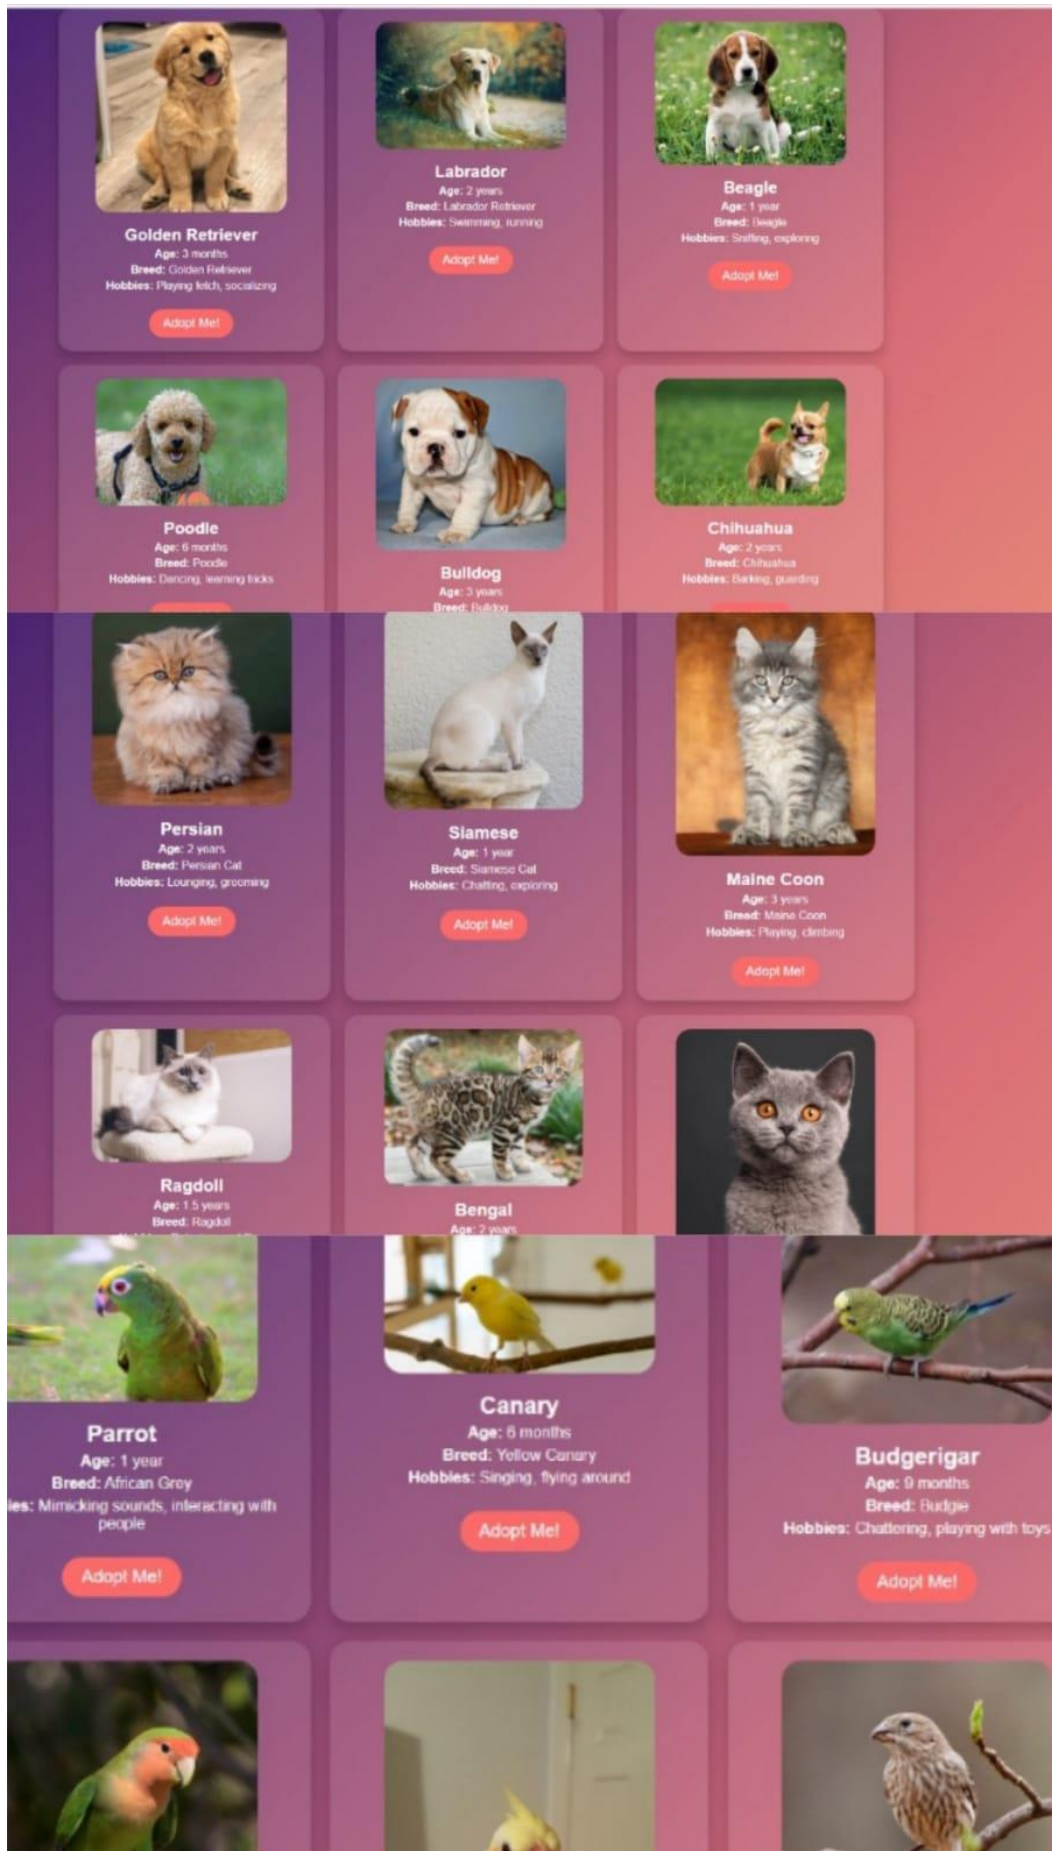 Golden Retriever
Age: 3 months
Breed: Golden Retriever
Hobbies: Playing fetch, socializing
Adopt Me!
Labrador
Age: 2 years
Breed: Labrador Retriever
Hobbies: Swimming, running
Adopt Me!
Beagle
Age: 1 year
Breed: Beagle
Hobbies: Sniffing, exploring
Adopt Me!
Poodle
Age: 6 months
Breed: Poodle
Hobbies: Dancing, learning tricks
Bulldog
Age: 3 years
Breed: Bulldog
Chihuahua
Age: 2 years
Breed: Chihuahua
Hobbies: Barking, guarding
Persian
Age: 2 years
Breed: Persian Cat
Hobbies: Lounging, grooming
Adopt Me!
Siamese
Age: 1 year
Breed: Siamese Cat
Hobbies: Chatting, exploring
Adopt Me!
Maine Coon
Age: 3 years
Breed: Maine Coon
Hobbies: Playing, climbing
Adopt Me!
Ragdoll
Age: 1.5 years
Breed: Ragdoll
Bengal
Age: 2 years
Parrot
Age: 1 year
Breed: African Grey
ies: Mimicking sounds, interacting with
people
Adopt Me!
Canary
Age: 6 months
Breed: Yellow Canary
Hobbies: Singing, flying around
Adopt Me!
Budgerigar
Age: 9 months
Breed: Budgie
Hobbies: Chattering, playing with toys
Adopt Me!